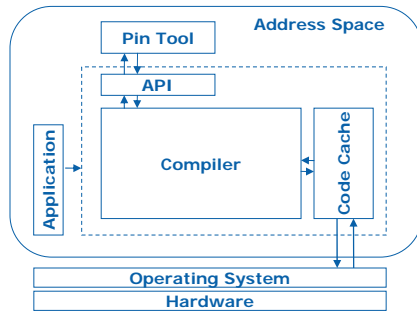 Address Space
Pin Tool
API
Application
Compiler
Code Cache
Operating System
Hardware